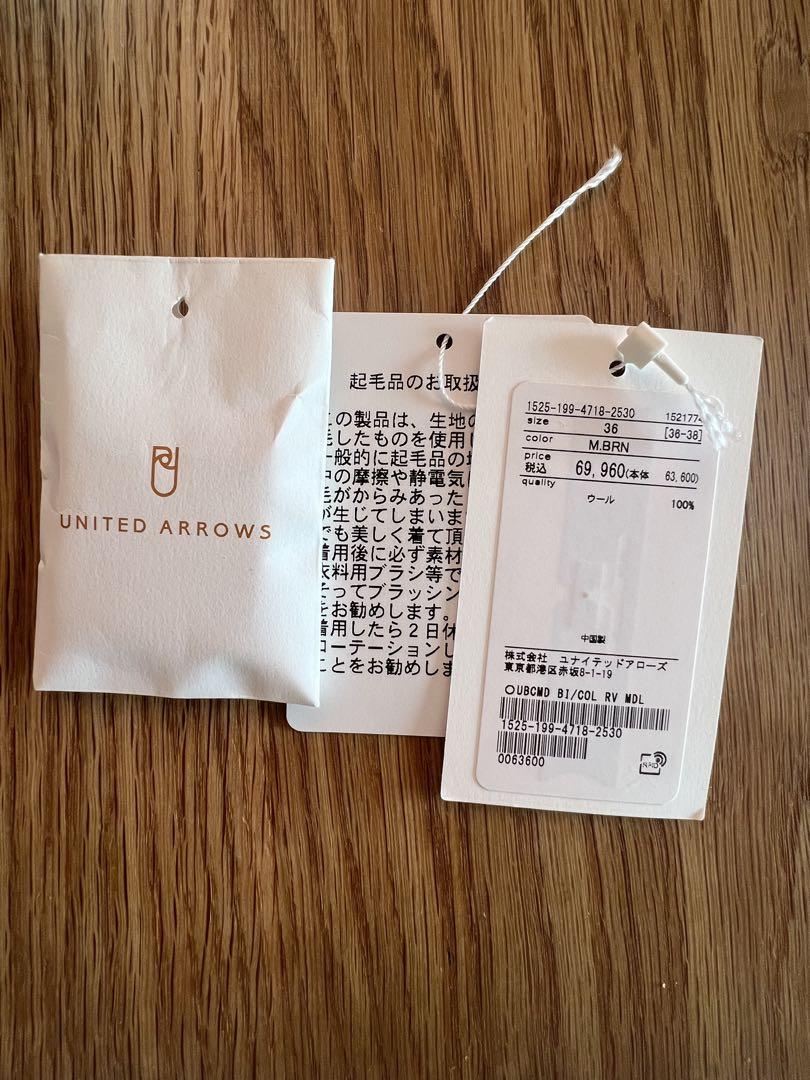 UNITED ARROWS
起毛品のお取扱
この製品は、生地の
毛したものを使用し
一般的に起毛品の
中の摩擦や静電気
毛がからみあった
が生じてしまいま
でも美しく着て頂
着用後に必ず素材
衣料用ブラシ等で
そってブラッシン
をお勧めします。
着用したら2日休
ローテーションし
ことをお勧めしま
1525-199-4718-2530 152177
size 36 [36-38]
color M.BRN
price
税込 69,960(本体 63,600)
quality
ウール 100%
中国製
株式会社 ユナイテッドアローズ
東京都港区赤坂8-1-19
○UBCMD BI/COL RV MDL
1525-199-4718-2530
0063600
RFID